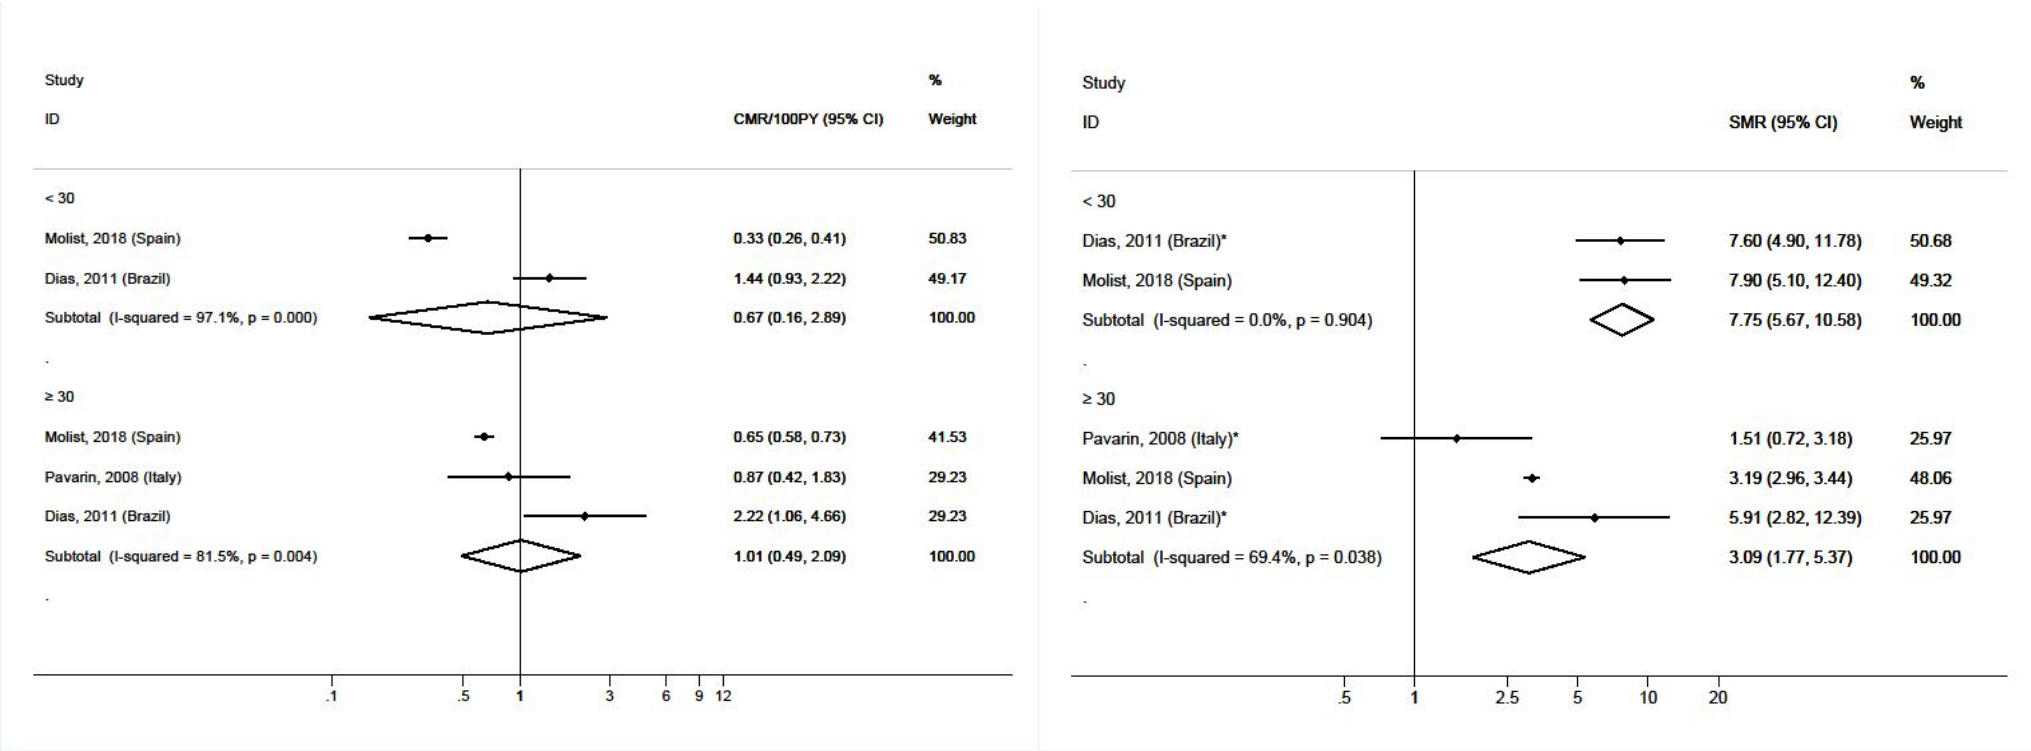 Study %
ID CMR/100PY (95% CI) Weight
< 30
Molist, 2018 (Spain) 0.33 (0.26, 0.41) 50.83
Dias, 2011 (Brazil) 1.44 (0.93, 2.22) 49.17
Subtotal (I-squared = 97.1%, p = 0.000) 0.67 (0.16, 2.89) 100.00
.
≥ 30
Molist, 2018 (Spain) 0.65 (0.58, 0.73) 41.53
Pavarin, 2008 (Italy) 0.87 (0.42, 1.83) 29.23
Dias, 2011 (Brazil) 2.22 (1.06, 4.66) 29.23
Subtotal (I-squared = 81.5%, p = 0.004) 1.01 (0.49, 2.09) 100.00
.
.1 .5 1 3 6 9 12
Study %
ID SMR (95% CI) Weight
< 30
Dias, 2011 (Brazil)* 7.60 (4.90, 11.78) 50.68
Molist, 2018 (Spain) 7.90 (5.10, 12.40) 49.32
Subtotal (I-squared = 0.0%, p = 0.904) 7.75 (5.67, 10.58) 100.00
.
≥ 30
Pavarin, 2008 (Italy)* 1.51 (0.72, 3.18) 25.97
Molist, 2018 (Spain) 3.19 (2.96, 3.44) 48.06
Dias, 2011 (Brazil)* 5.91 (2.82, 12.39) 25.97
Subtotal (I-squared = 69.4%, p = 0.038) 3.09 (1.77, 5.37) 100.00
.
.5 1 2.5 5 10 20